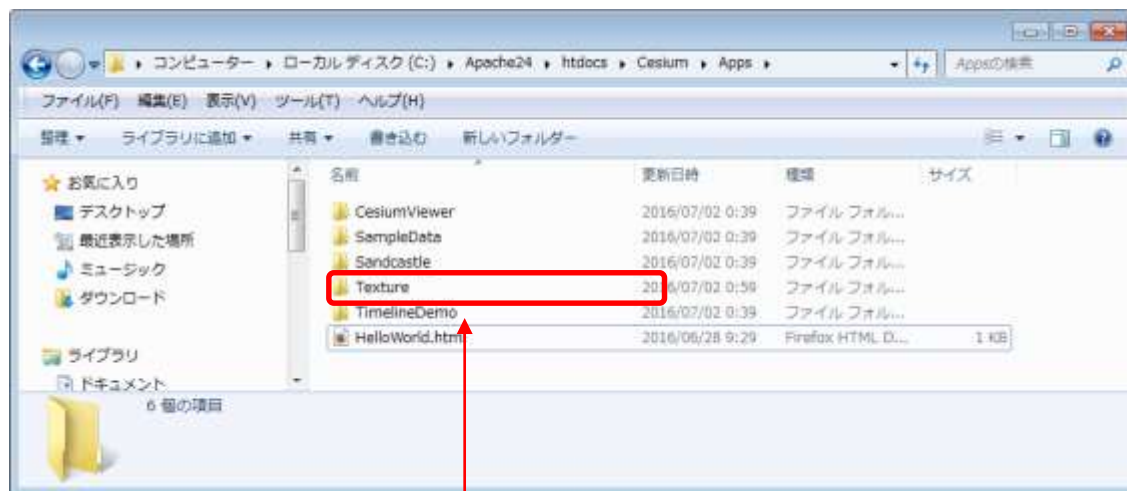 コンピューター ▸ ローカル ディスク (C:) ▸ Apache24 ▸ htdocs ▸ Cesium ▸ Apps ▸
Appsの検索
ファイル(F) 編集(E) 表示(V) ツール(T) ヘルプ(H)
整理 ライブラリに追加 共有 書き込む 新しいフォルダー
名前 更新日時 種類 サイズ
お気に入り
デスクトップ
最近表示した場所
ミュージック
ダウンロード
ライブラリ
ドキュメント
CesiumViewer 2016/07/02 0:39 ファイル フォル...
SampleData 2016/07/02 0:39 ファイル フォル...
Sandcastle 2016/07/02 0:39 ファイル フォル...
Texture 6/07/02 0:59 ファイル フォル...
TimelineDemo 2016/07/02 0:39 ファイル フォル...
HelloWorld.html 2016/06/28 9:29 Firefox HTML D... 1 KB
6 個の項目